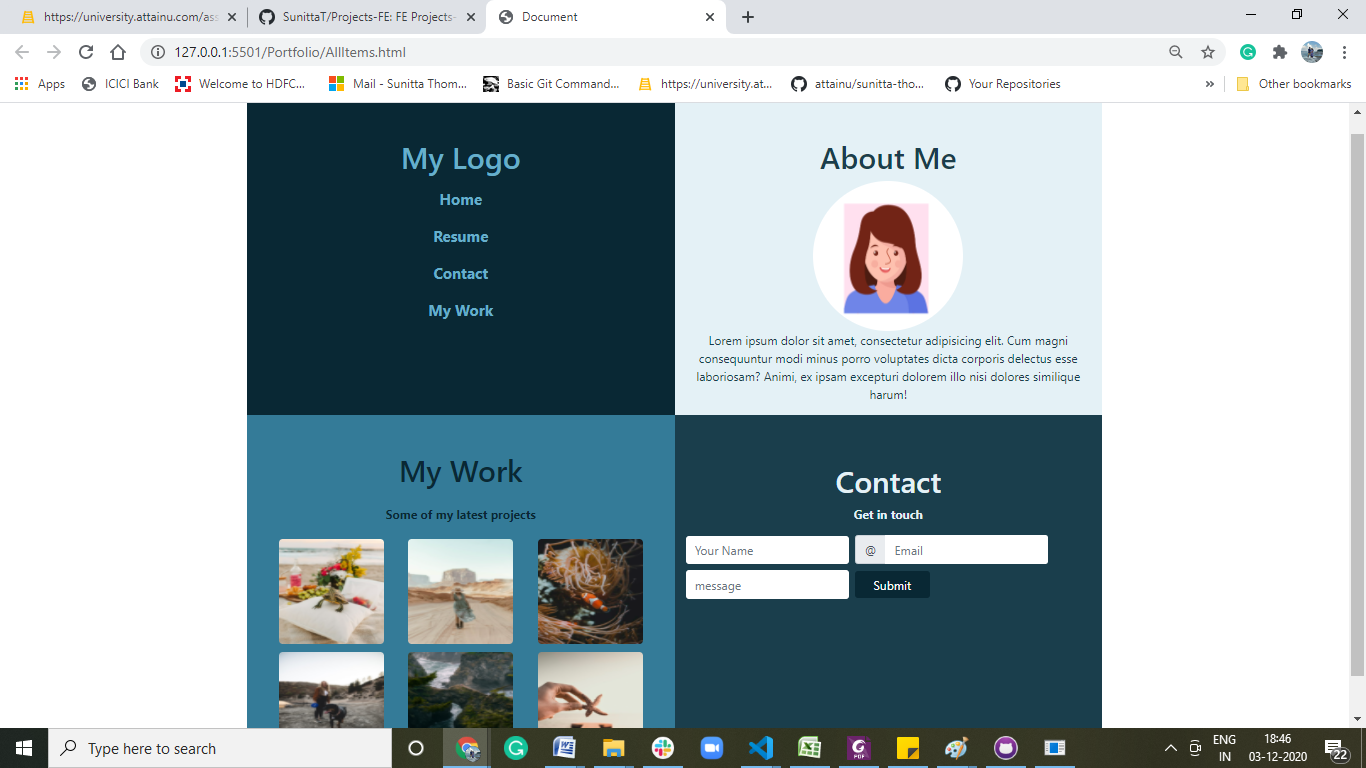 https://university.attainu.com/ass
SunittaT/Projects-FE: FE Projects-
Document
127.0.0.1:5501/Portfolio/AllItems.html
Apps
ICICI Bank
Welcome to HDFC...
Mail - Sunitta Thom...
Basic Git Command...
https://university.at...
attainu/sunitta-tho...
Your Repositories
»
Other bookmarks
My Logo
Home
Resume
Contact
My Work
About Me
Lorem ipsum dolor sit amet, consectetur adipisicing elit. Cum magni
consequuntur modi minus porro voluptates dicta corporis delectus esse
laboriosam? Animi, ex ipsam excepturi dolorem illo nisi dolores similique
harum!
My Work
Some of my latest projects
Contact
Get in touch
Your Name
@ Email
message
Submit
Type here to search
ENG
IN
18:46
03-12-2020
22